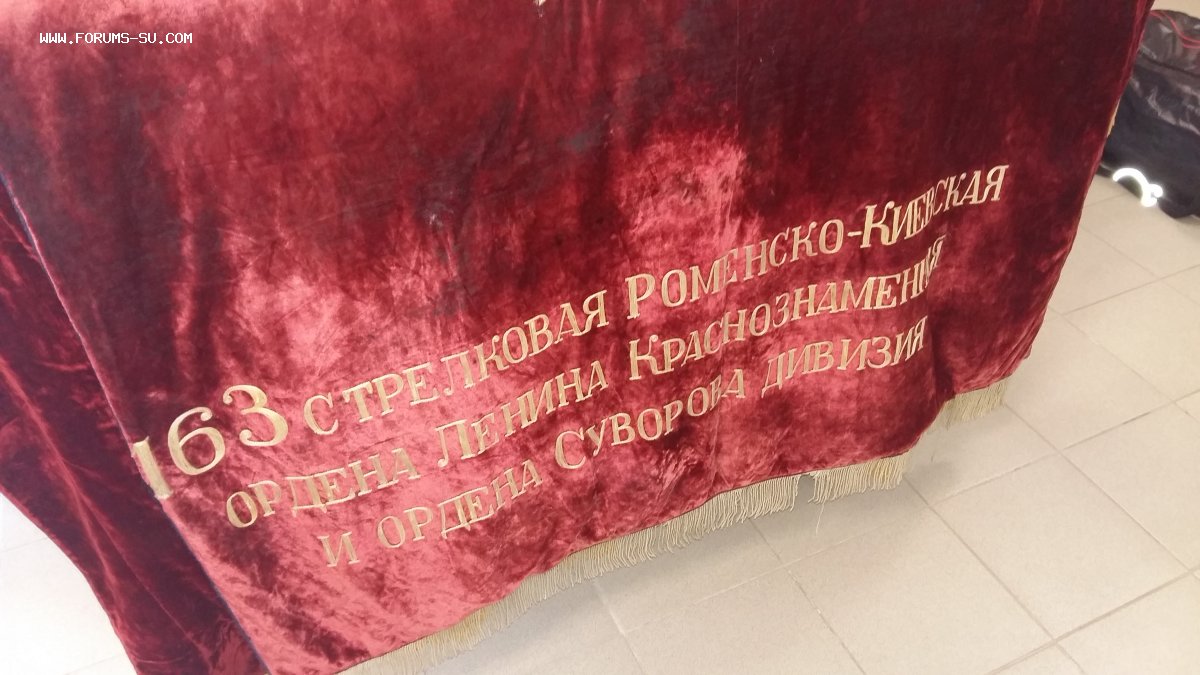 WWW.FORUMS-SU.COM
163 СТРЕЛКОВАЯ РОМЕНСКО-КИЕВСКАЯ
ОРДЕНА ЛЕНИНА КРАСНОЗНАМЕННАЯ
И ОРДЕНА СУВОРОВА ДИВИЗИЯ